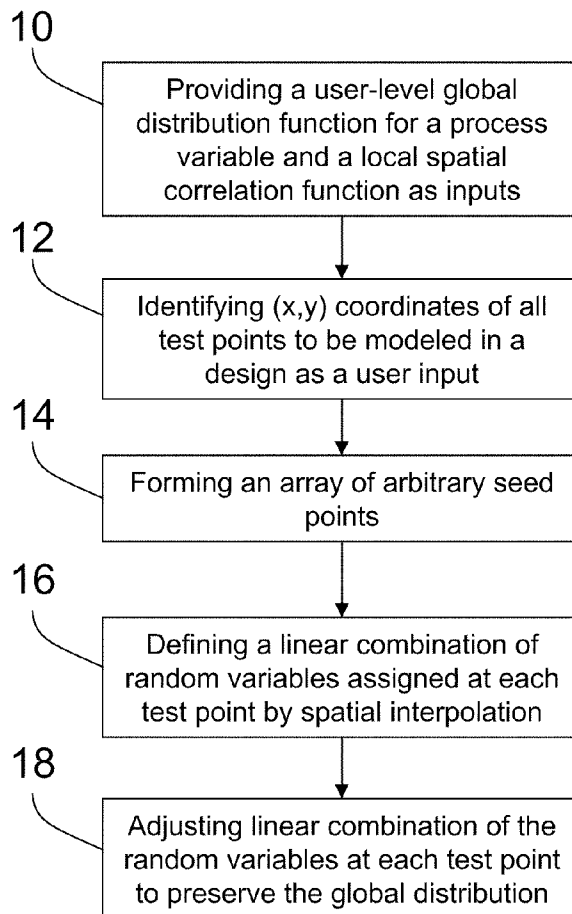 10
Providing a user-level global
distribution function for a process
variable and a local spatial
correlation function as inputs
12
Identifying (x,y) coordinates of all
test points to be modeled in a
design as a user input
14
Forming an array of arbitrary seed
points
16
Defining a linear combination of
random variables assigned at each
test point by spatial interpolation
18
Adjusting linear combination of the
random variables at each test point
to preserve the global distribution